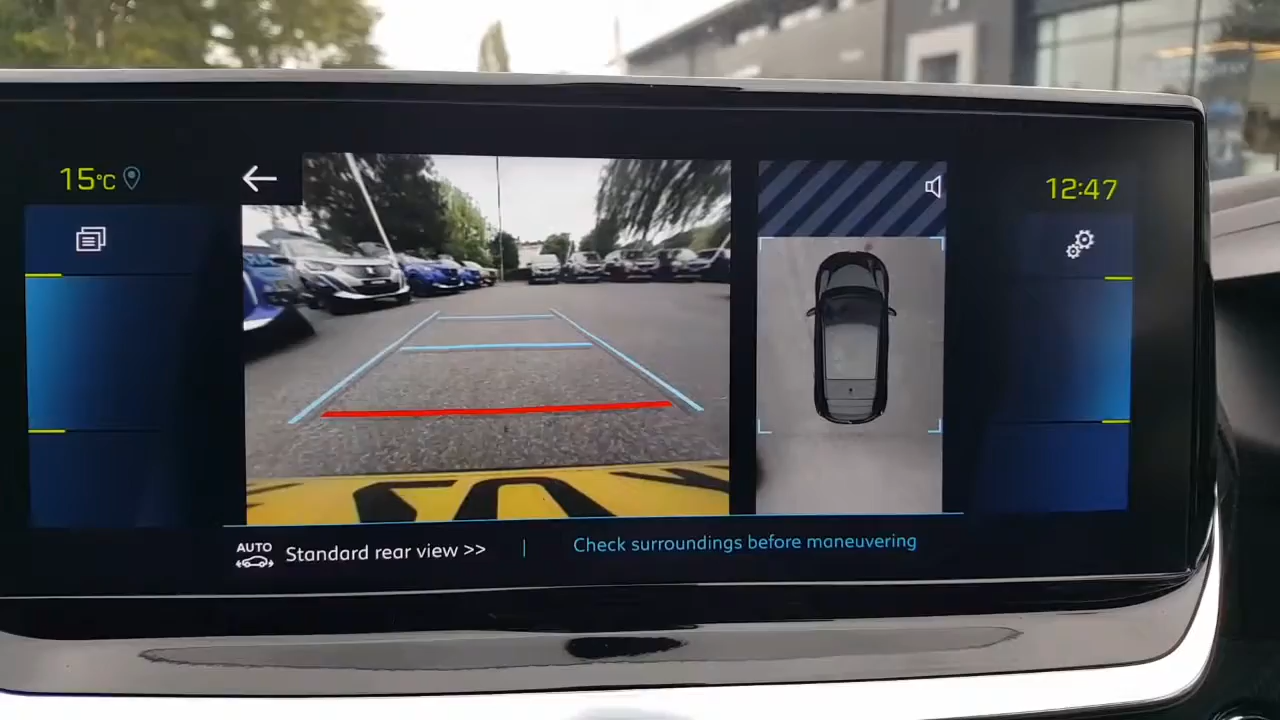 15°C
12:47
AUTO
Standard rear view >>
Check surroundings before maneuvering